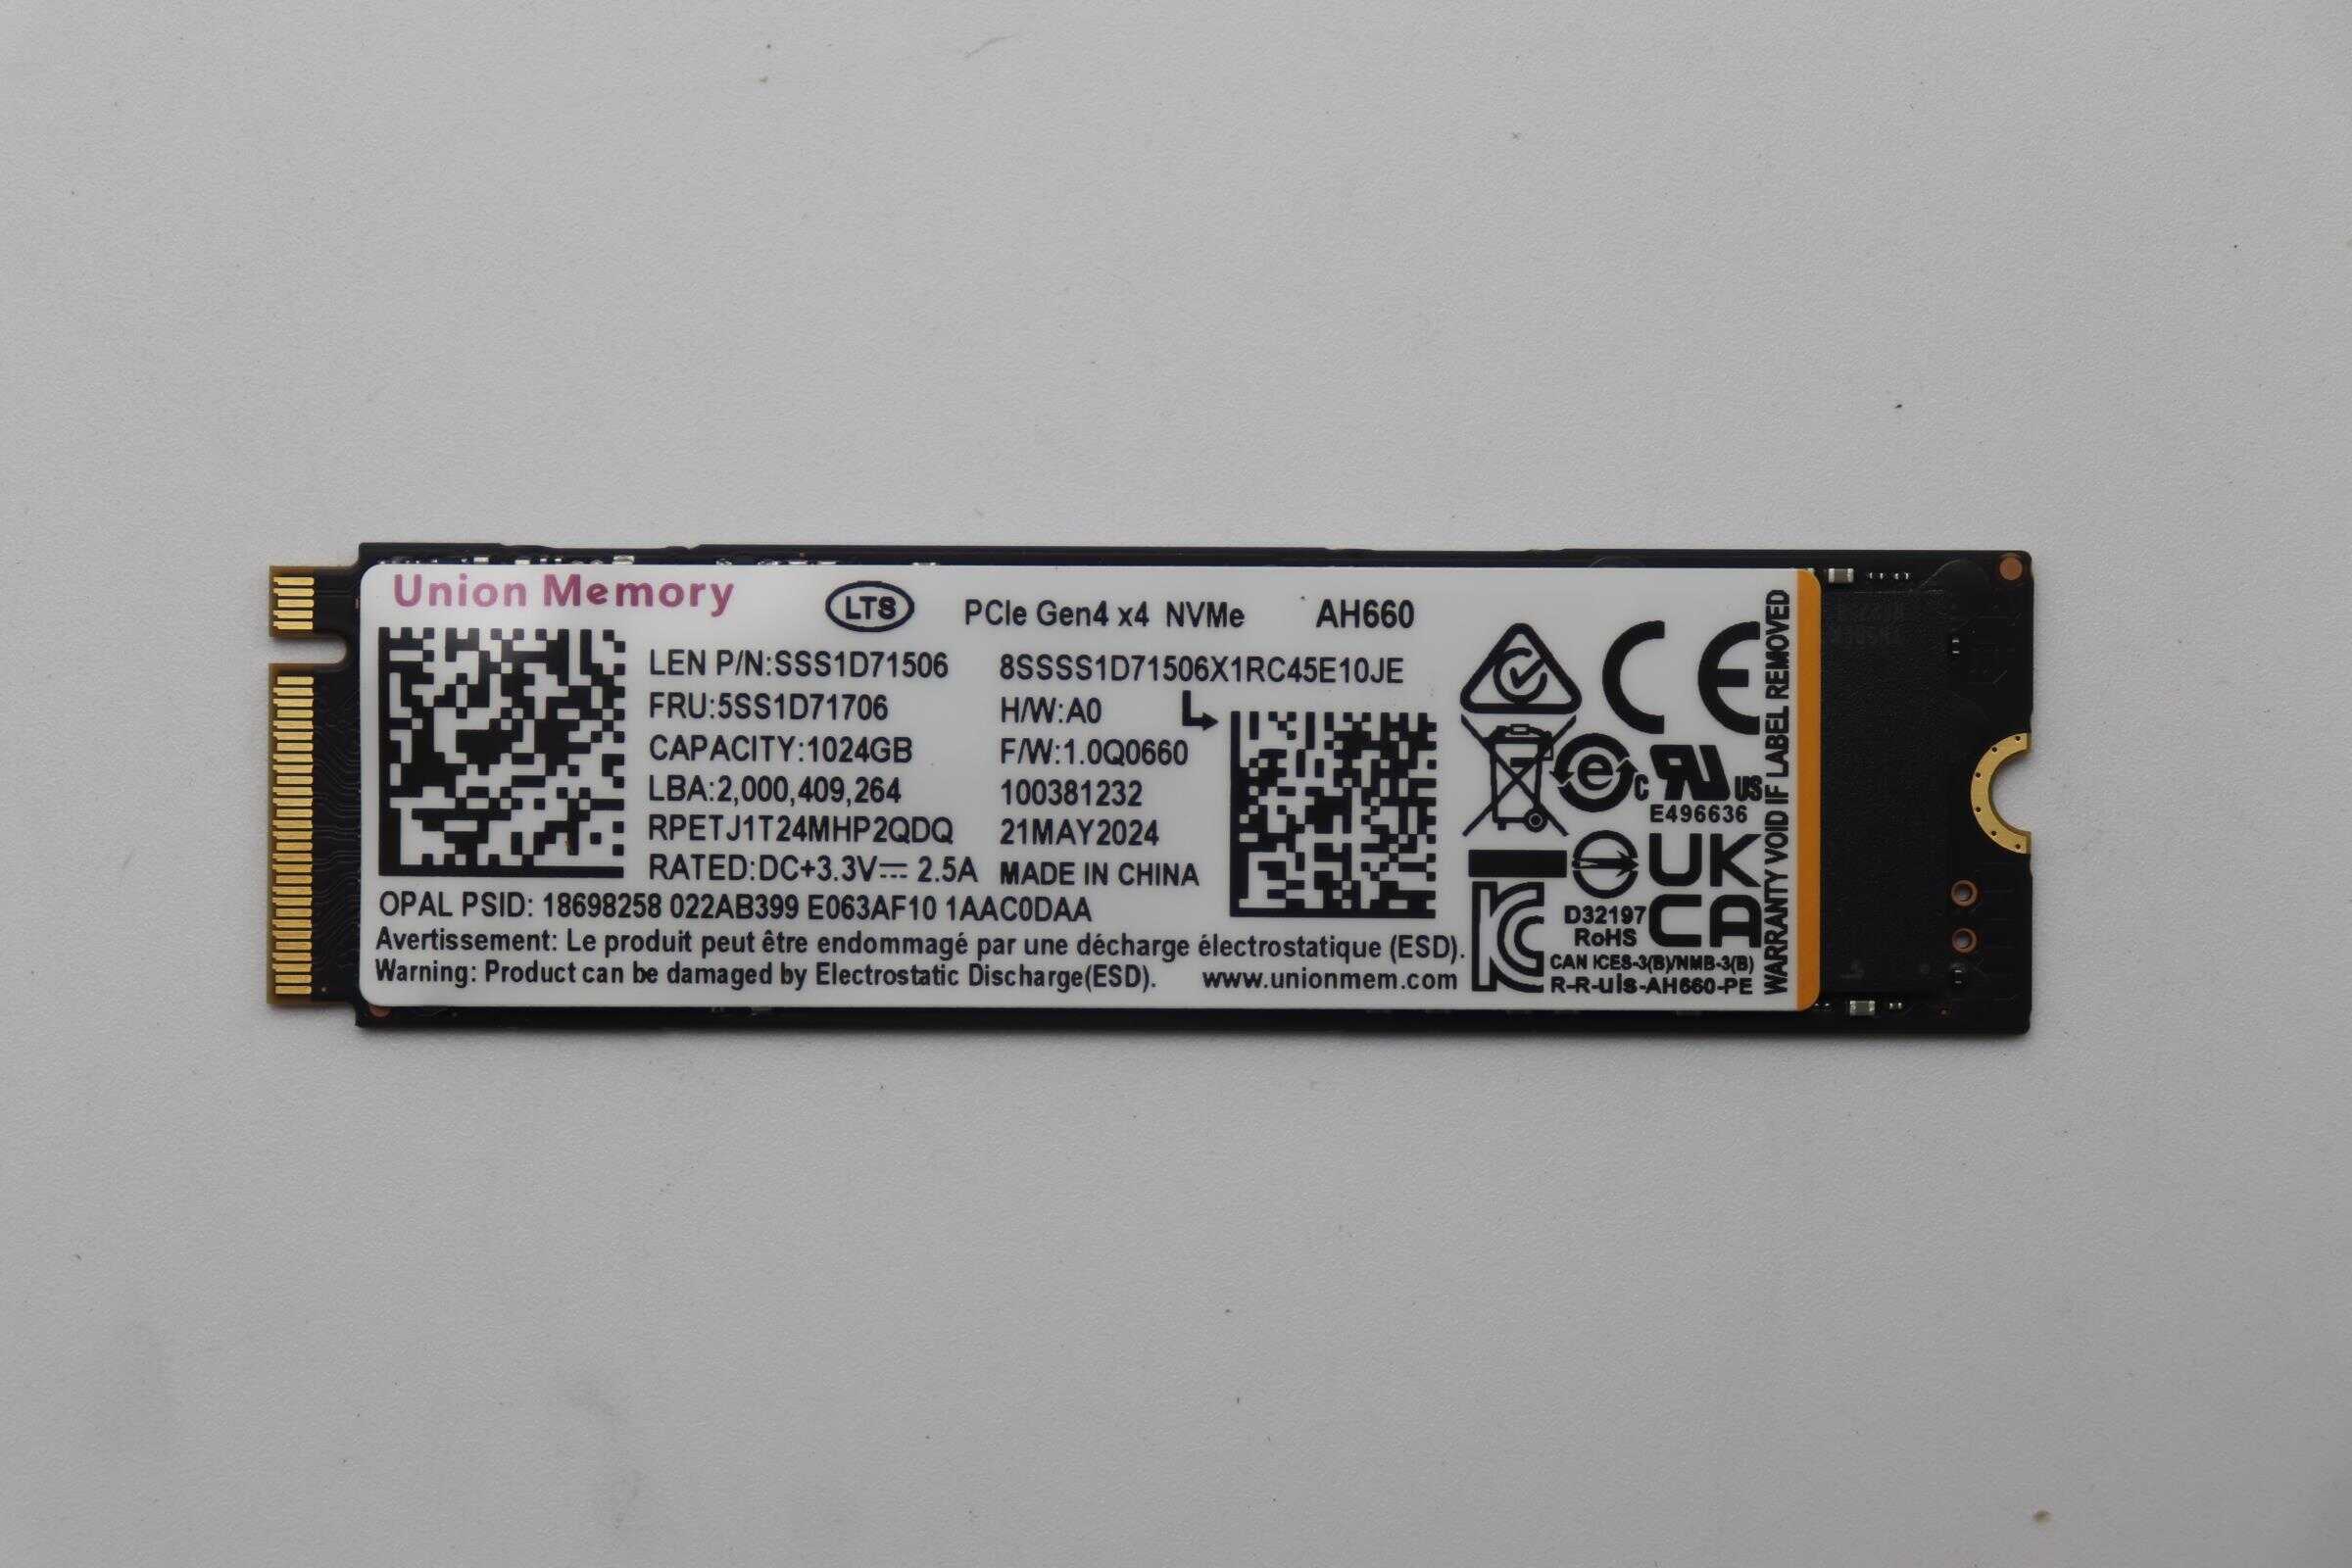 Union Memory
LTS
PCIe Gen4 x4 NVMe
AH660
LEN P/N:SSS1D71506
8SSSS1D71506X1RC45E10JE
FRU:5SS1D71706
H/W:A0
CAPACITY:1024GB
F/W:1.0Q0660
LBA:2,000,409,264
100381232
RPETJ1T24MHP2QDQ
21MAY2024
RATED:DC+3.3V⎓ 2.5A
MADE IN CHINA
OPAL PSID: 18698258 022AB399 E063AF10 1AAC0DAA
Avertissement: Le produit peut être endommagé par une décharge électrostatique (ESD).
Warning: Product can be damaged by Electrostatic Discharge(ESD).
www.unionmem.com
CE
e
c RU US
E496636
UK
CA
KC
D32197
RoHS
CAN ICES-3(B)/NMB-3(B)
R-R-uis-AH660-PE
WARRANTY VOID IF LABEL REMOVED